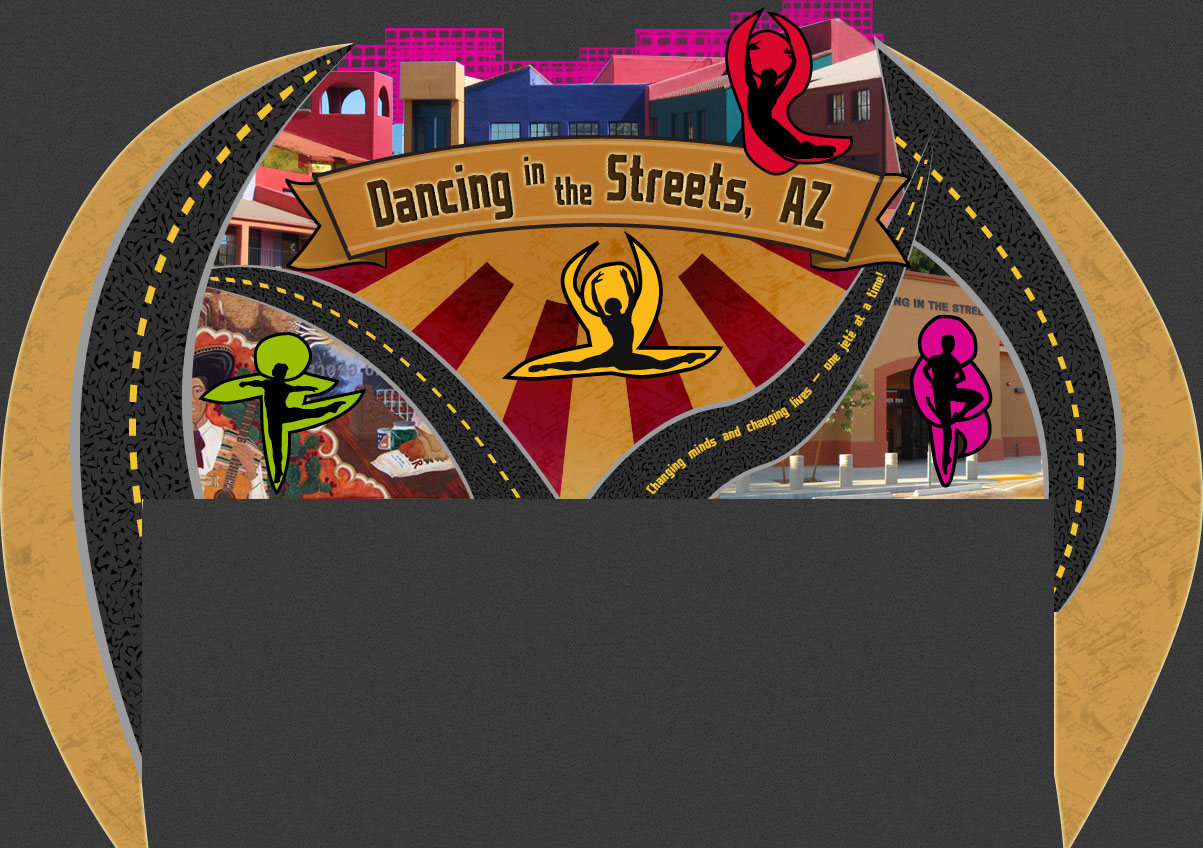 Dancing in the Streets, AZ
Changing minds and changing lives — one jeté at a time!
NG IN THE STREE